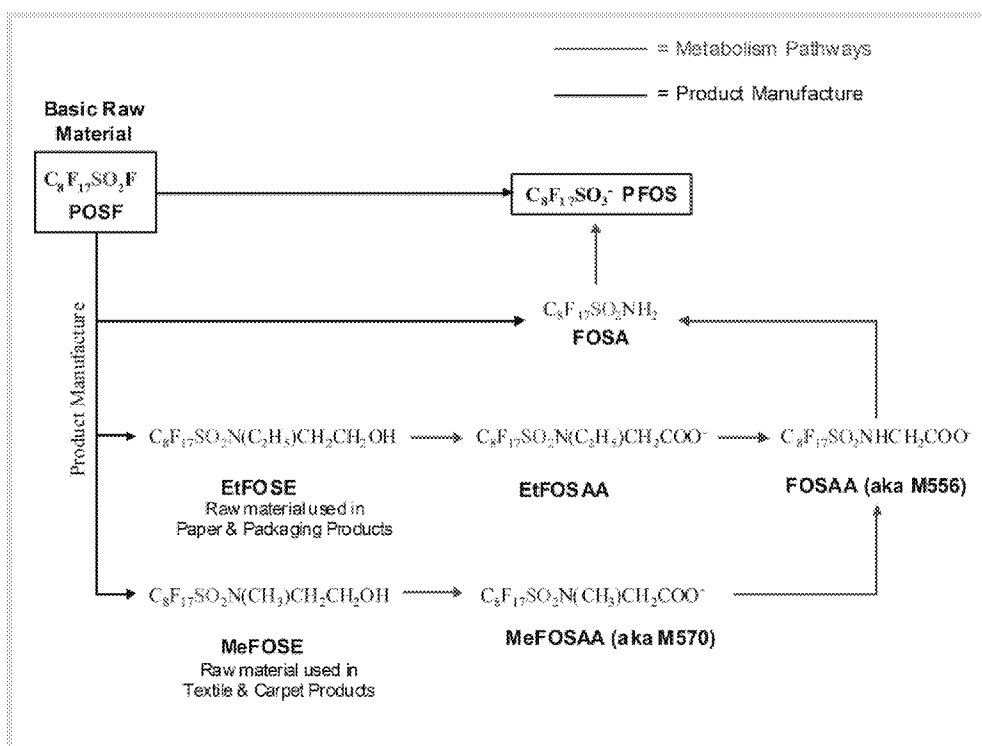 = Metabolism Pathways
= Product Manufacture
Basic Raw
Material
C₈F₁₇SO₂F
POSF
C₈F₁₇SO₃⁻ PFOS
C₈F₁₇SO₂NH₂
FOSA
Product Manufacture
C₈F₁₇SO₂N(C₂H₅)CH₂CH₂OH
C₈F₁₇SO₂N(C₂H₅)CH₂COO⁻
C₈F₁₇SO₂NHCH₂COO⁻
EtFOSE
Raw material used in
Paper & Packaging Products
EtFOSAA
FOSAA (aka M556)
C₈F₁₇SO₂N(CH₃)CH₂CH₂OH
C₈F₁₇SO₂N(CH₃)CH₂COO⁻
MeFOSE
Raw material used in
Textile & Carpet Products
MeFOSAA (aka M570)